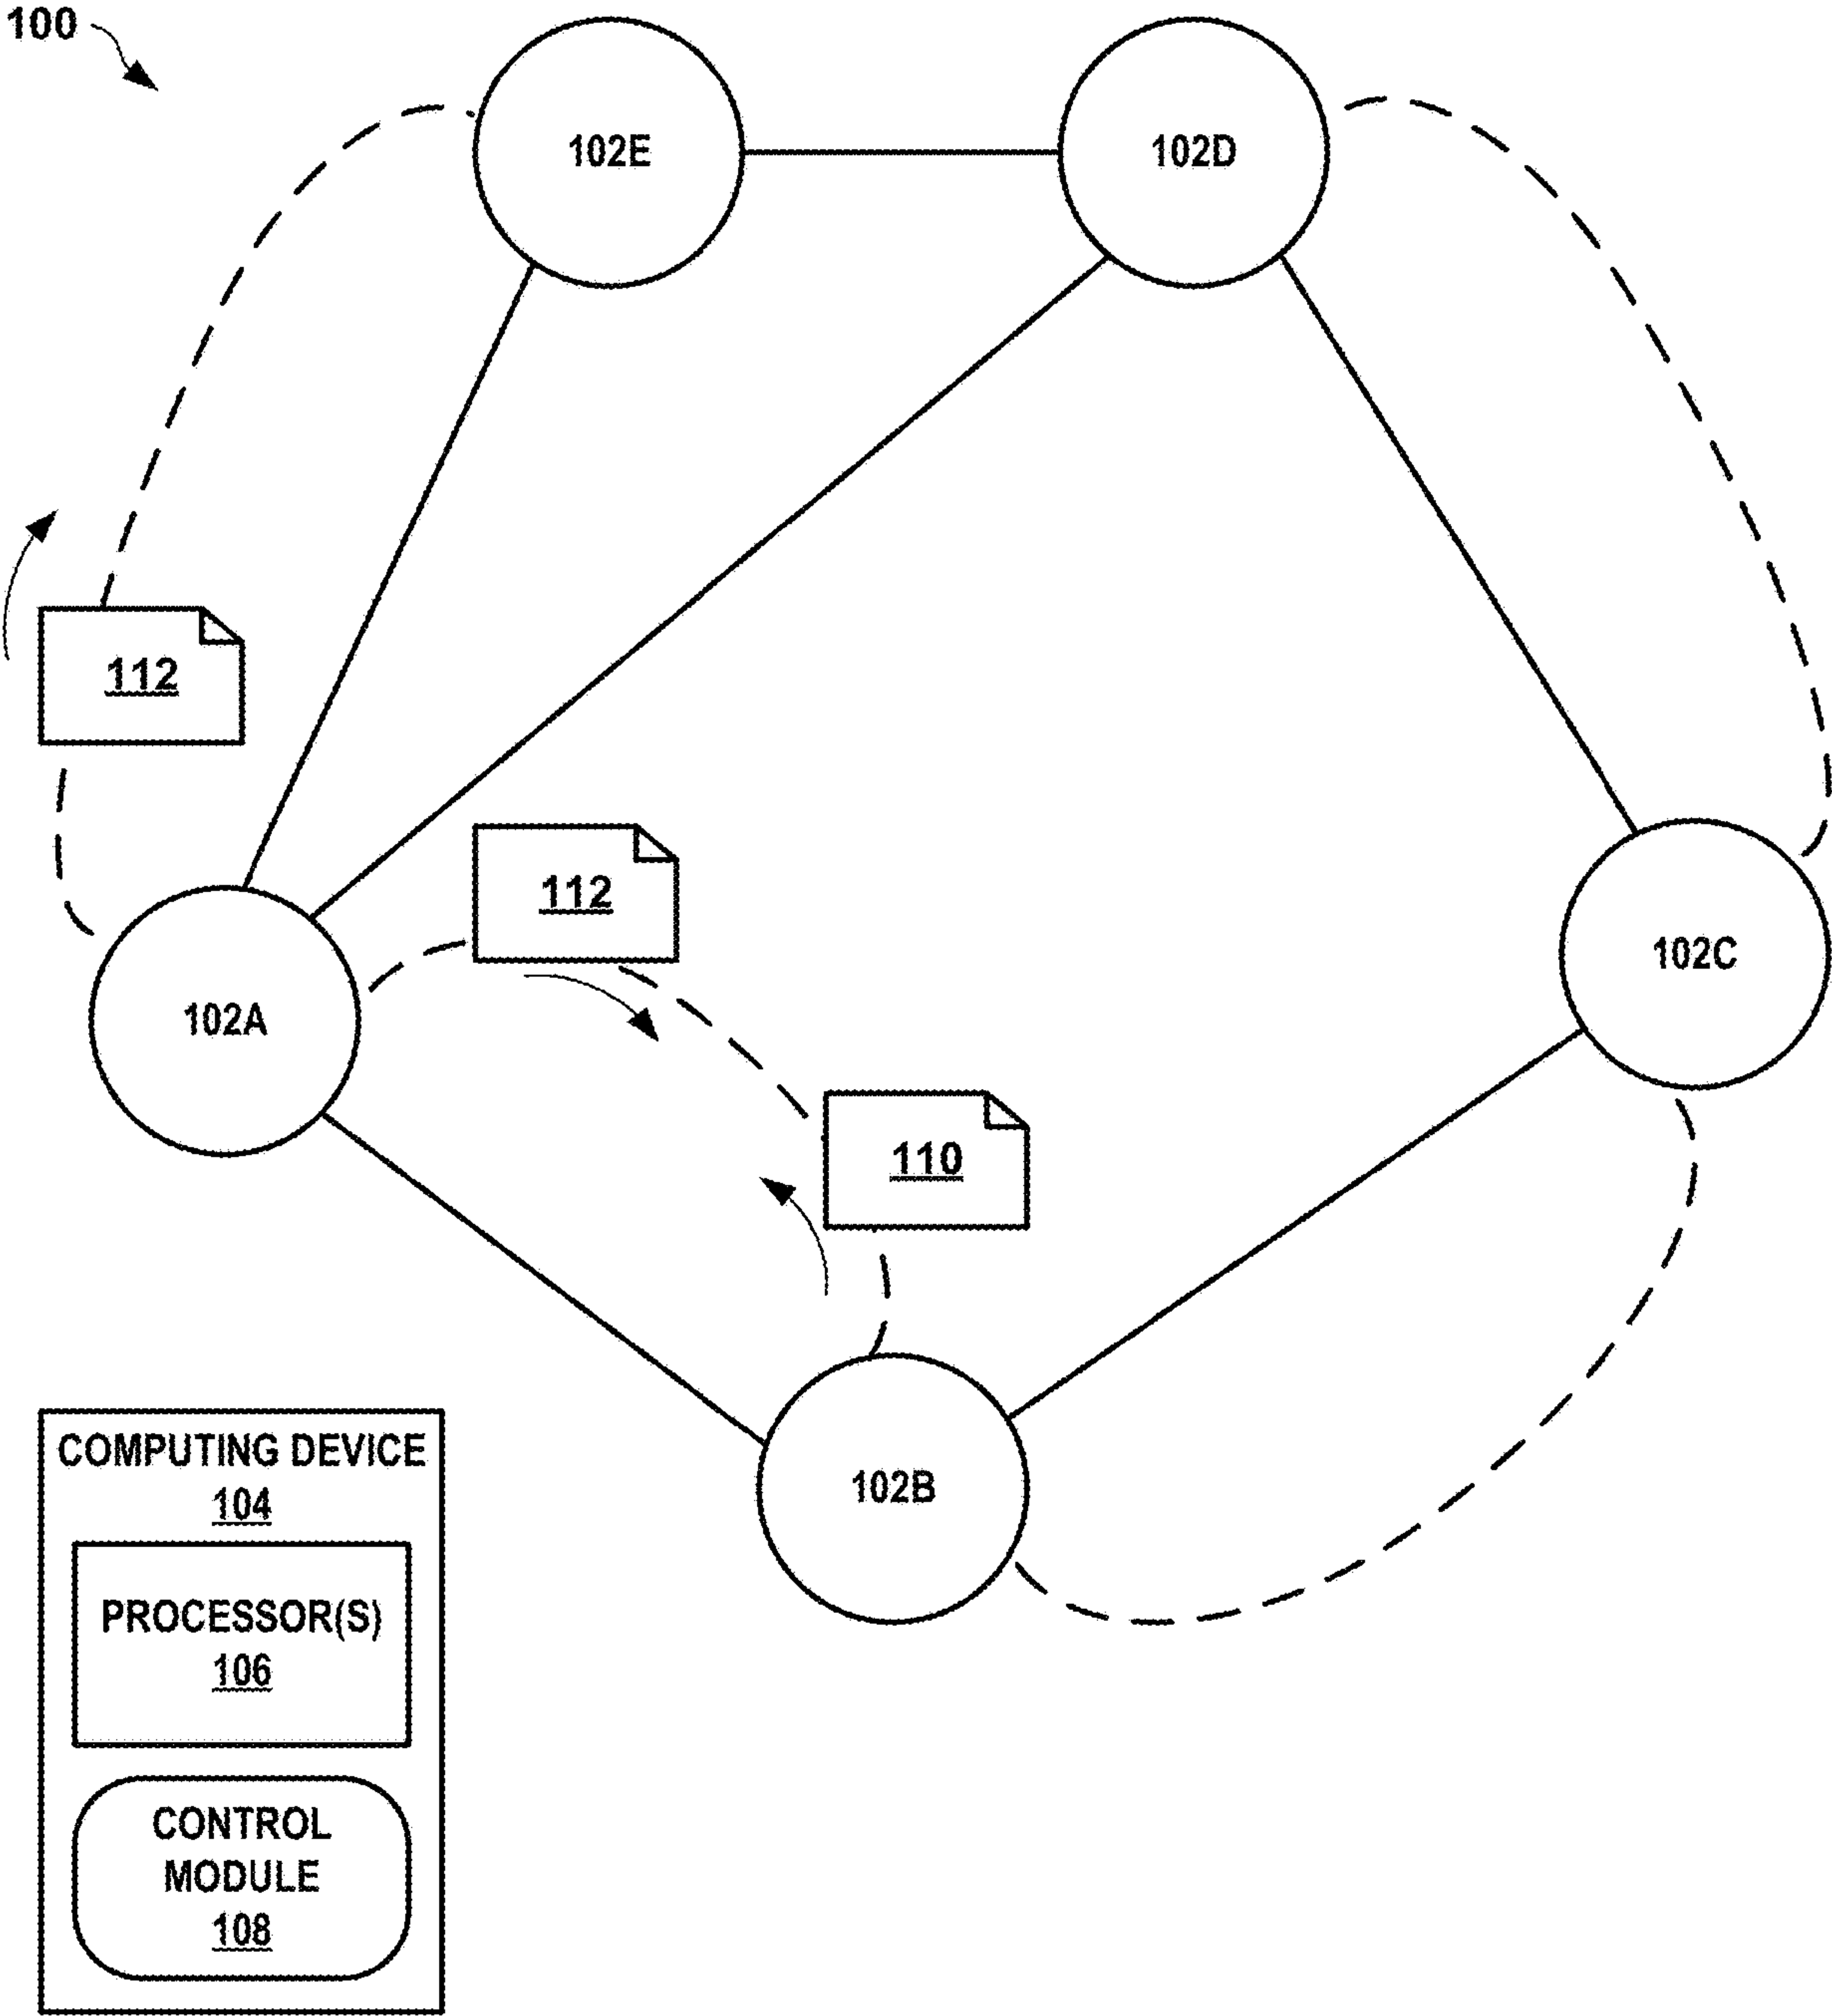 100
102E
102D
112
112
102C
102A
110
102B
COMPUTING DEVICE
104
PROCESSOR(S)
106
CONTROL
MODULE
108